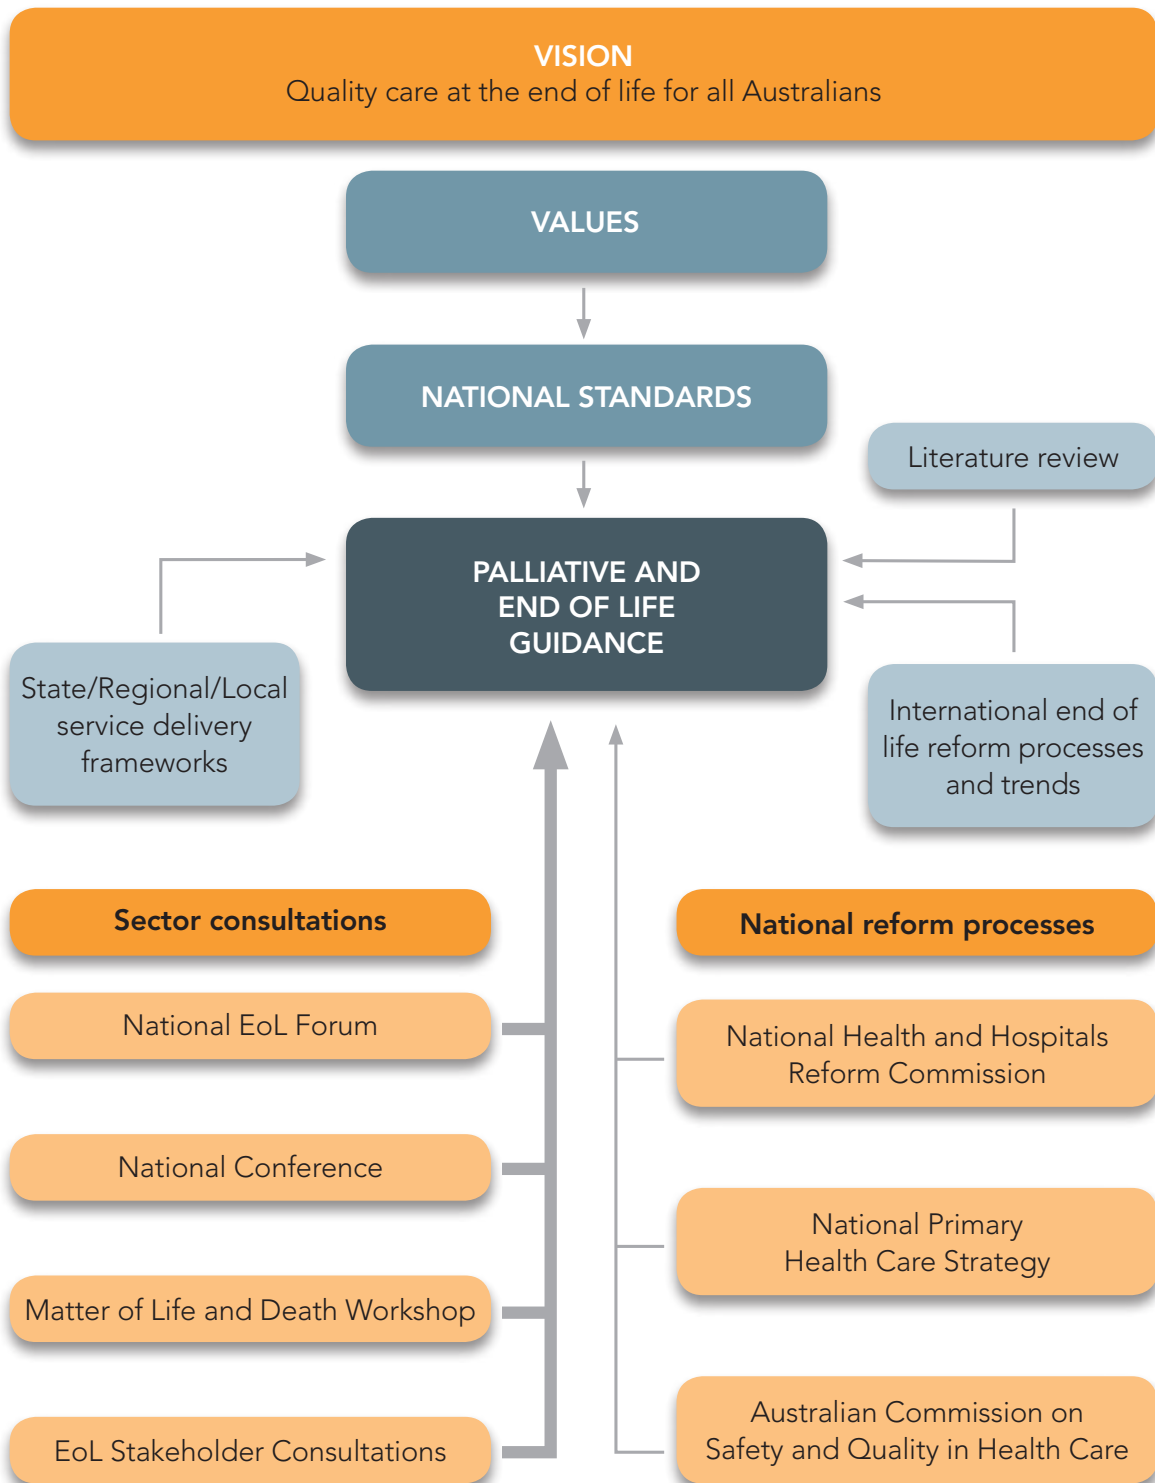 VISION
Quality care at the end of life for all Australians
VALUES
NATIONAL STANDARDS
Literature review
PALLIATIVE AND
END OF LIFE
GUIDANCE
State/Regional/Local
service delivery
frameworks
International end of
life reform processes
and trends
Sector consultations
National EoL Forum
National Conference
Matter of Life and Death Workshop
EoL Stakeholder Consultations
National reform processes
National Health and Hospitals
Reform Commission
National Primary
Health Care Strategy
Australian Commission on
Safety and Quality in Health Care